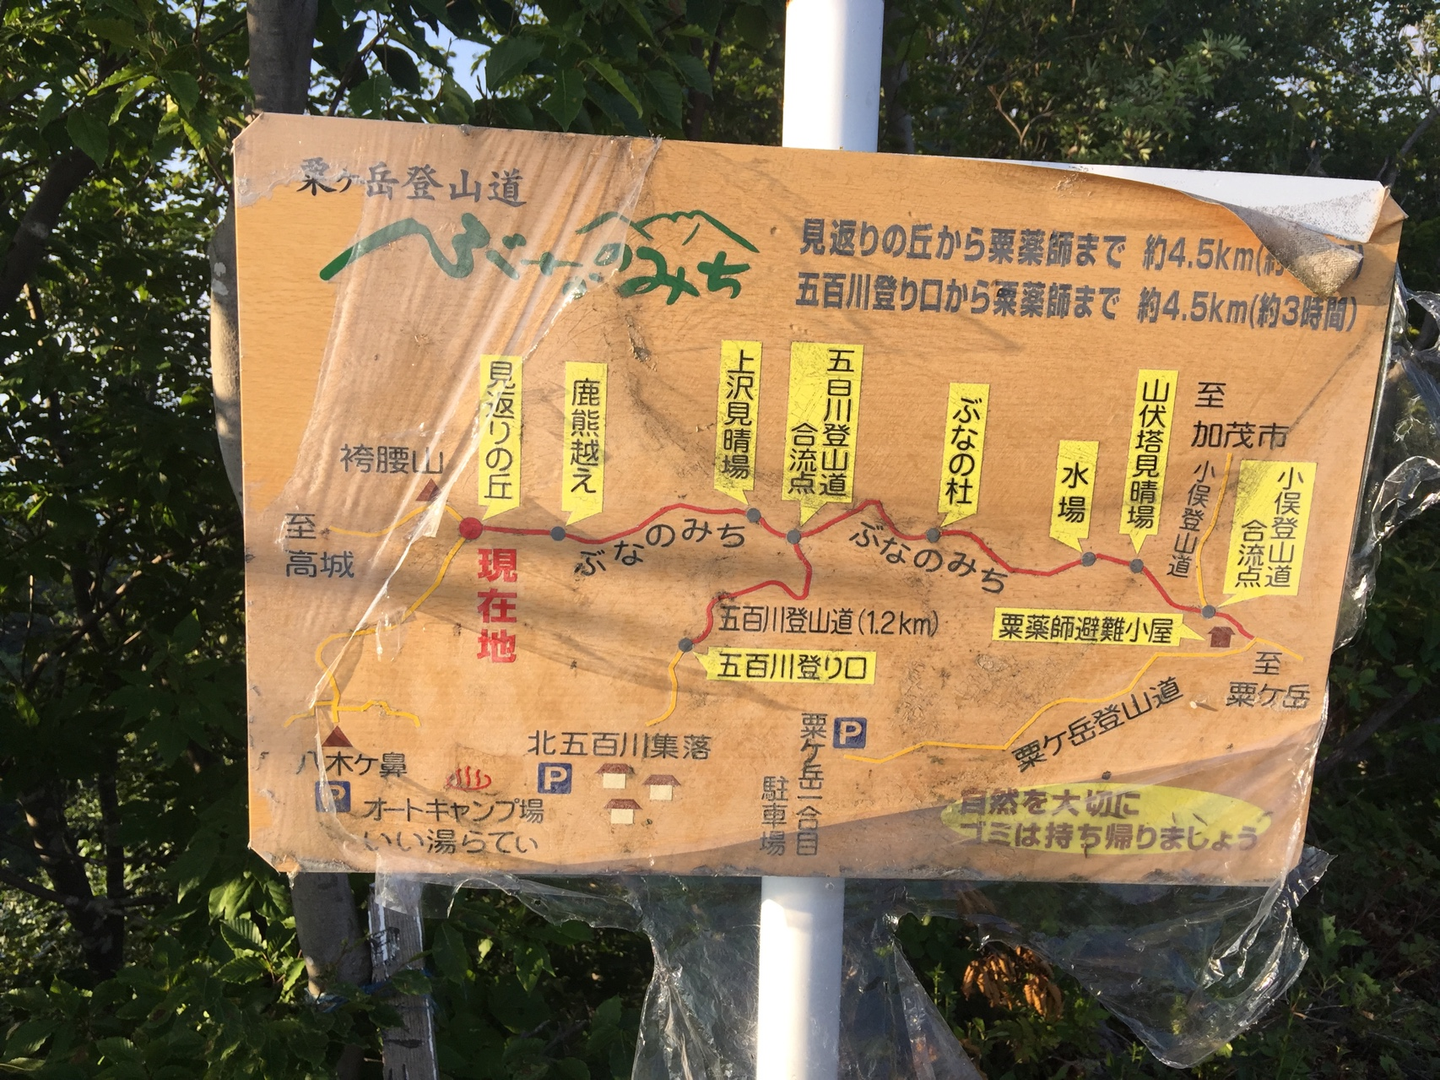 粟ヶ岳登山道
ぶなのみち
見返りの丘から粟薬師まで 約4.5km(約
五百川登り口から粟薬師まで 約4.5km(約3時間)
見返りの丘
鹿熊越え
上沢見晴場
五百川登山道
合流点
ぶなの杜
水場
山伏塔見晴場
至
加茂市
小俣登山道
小俣登山道
合流点
袴腰山
至
高城
現在地
ぶなのみち
ぶなのみち
五百川登山道(1.2km)
五百川登り口
粟薬師避難小屋
至
粟ケ岳
粟ケ岳登山道
八木ケ鼻
P
オートキャンプ場
いい湯らてい
北五百川集落
P
粟ケ岳一合目
駐車場
P
自然を大切に
ゴミは持ち帰りましょう